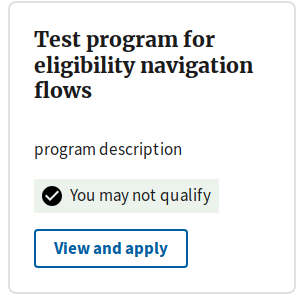 Test program for
eligibility navigation
flows
program description
You may not qualify
View and apply